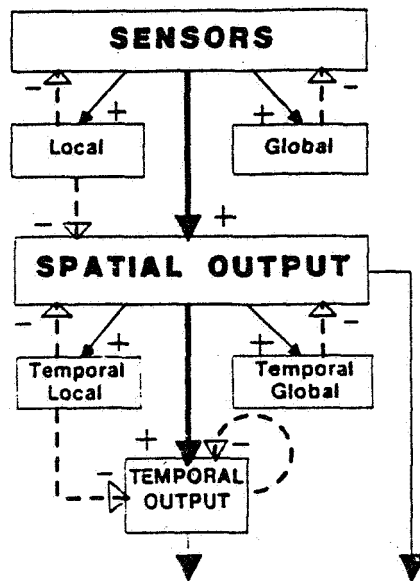 SENSORS
- + + -
Local
Global
- +
SPATIAL OUTPUT
- + + -
Temporal
Local
Temporal
Global
+ -
-
TEMPORAL
OUTPUT